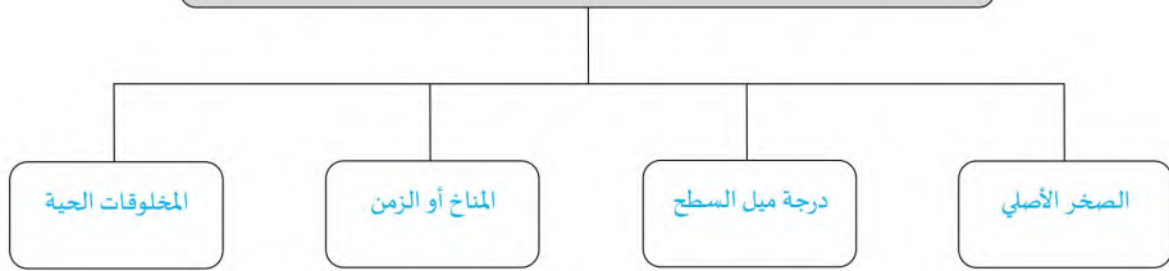 الصخر الأصلي
درجة ميل السطح
المناخ أو الزمن
المخلوقات الحية